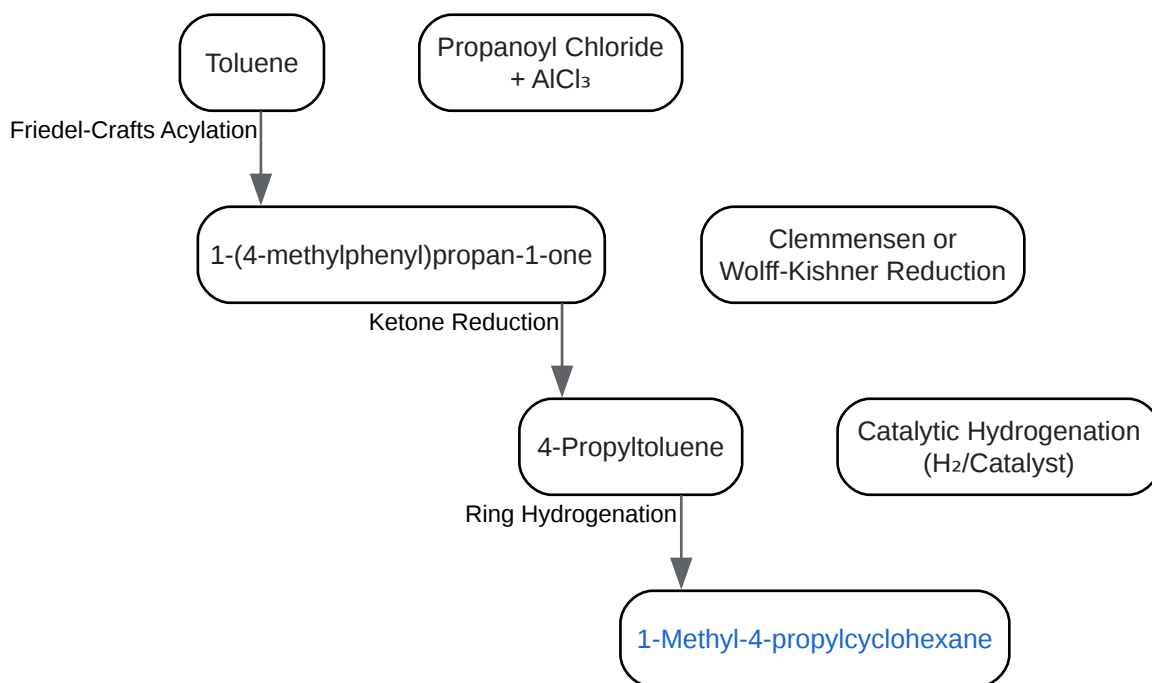 Toluene
Propanoyl Chloride
+ AlCl₃
Friedel-Crafts Acylation
1-(4-methylphenyl)propan-1-one
Clemmensen or
Wolff-Kishner Reduction
Ketone Reduction
4-Propyltoluene
Catalytic Hydrogenation
(H₂/Catalyst)
Ring Hydrogenation
1-Methyl-4-propylcyclohexane